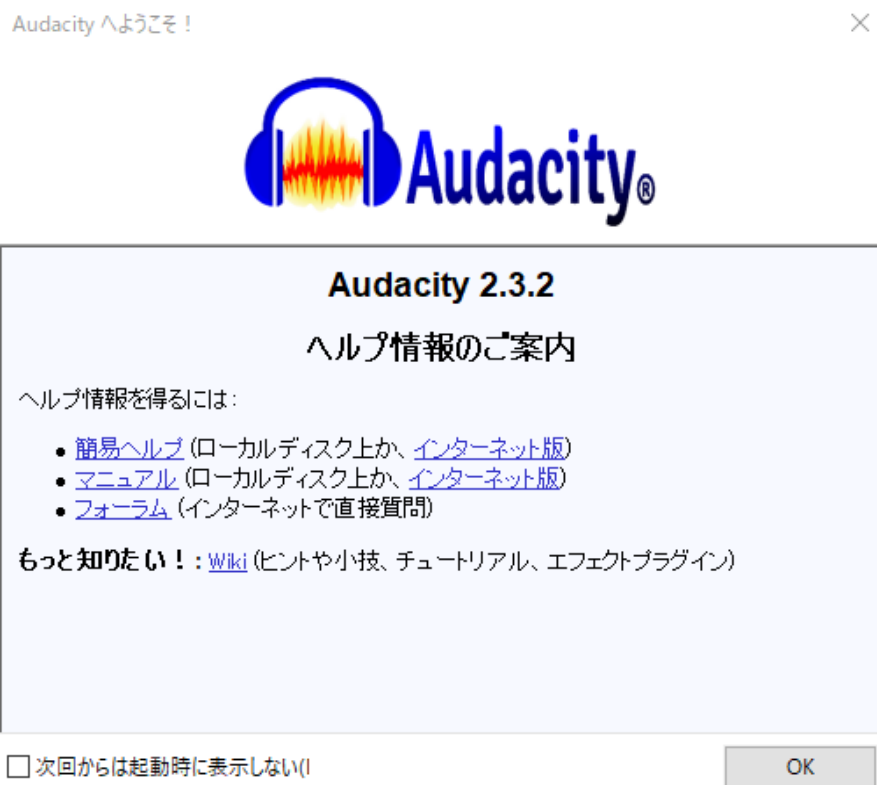 Audacity へようこそ！
Audacity®
Audacity 2.3.2
ヘルプ情報のご案内
ヘルプ情報を得るには:
• 簡易ヘルプ (ローカルディスク上か、インターネット版)
• マニュアル (ローカルディスク上か、インターネット版)
• フォーラム (インターネットで直接質問)
もっと知りたい！: Wiki (ヒントや小技、チュートリアル、エフェクトプラグイン)
次回からは起動時に表示しない(I
OK